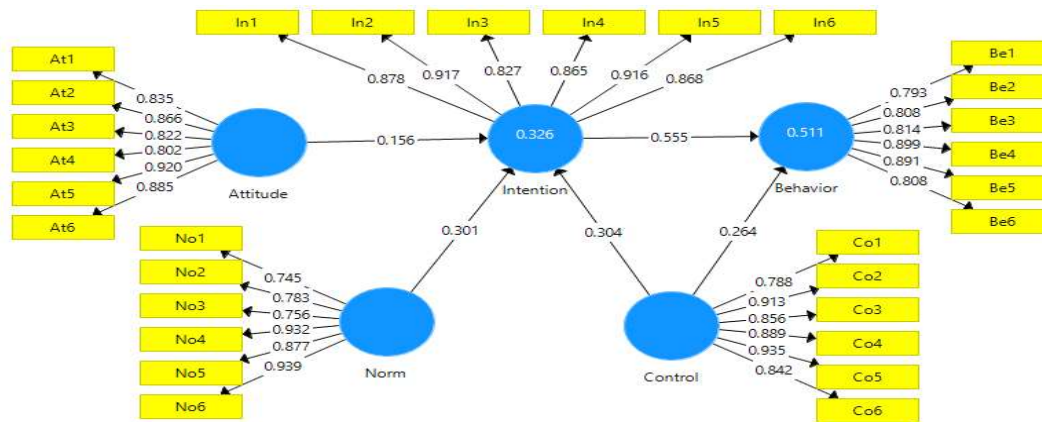 In1 In2 In3 In4 In5 In6
0.878 0.917 0.827 0.865 0.916 0.868
At1
At2
At3
At4
At5
At6
0.835
0.866
0.822
0.802
0.920
0.885
Attitude
0.156
0.326
Intention
0.555
0.511
Behavior
0.793
0.808
0.814
0.899
0.891
0.808
Be1
Be2
Be3
Be4
Be5
Be6
0.301
0.304
0.264
No1
No2
No3
No4
No5
No6
0.745
0.783
0.756
0.932
0.877
0.939
Norm
Control
0.788
0.913
0.856
0.889
0.935
0.842
Co1
Co2
Co3
Co4
Co5
Co6